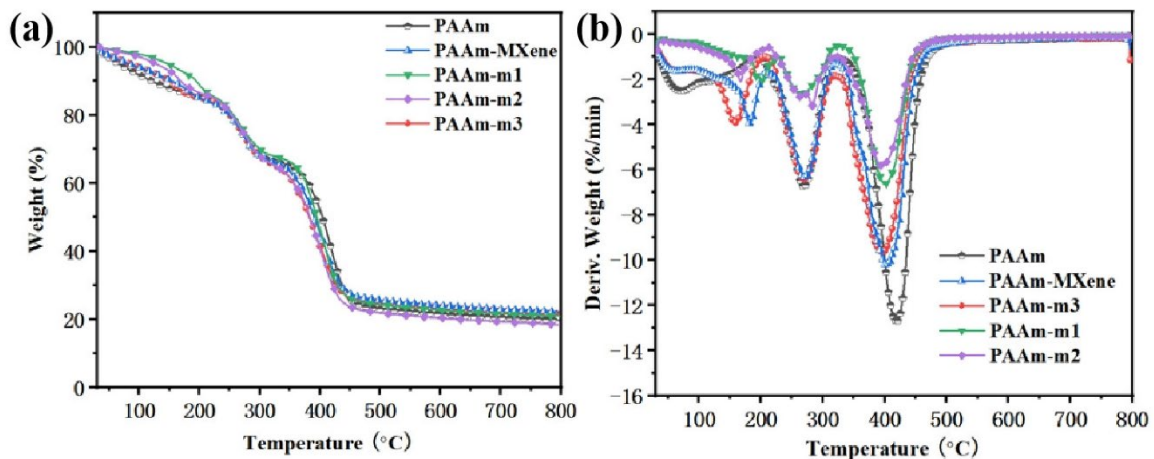 (a)
PAAm
PAAm-MXene
PAAm-m1
PAAm-m2
PAAm-m3
100
80
60
40
20
0
Weight (%)
100 200 300 400 500 600 700 800
Temperature (°C)
(b)
0
-2
-4
-6
-8
-10
-12
-14
-16
Deriv. Weight (%/min)
PAAm
PAAm-MXene
PAAm-m3
PAAm-m1
PAAm-m2
100 200 300 400 500 600 700 800
Temperature (°C)